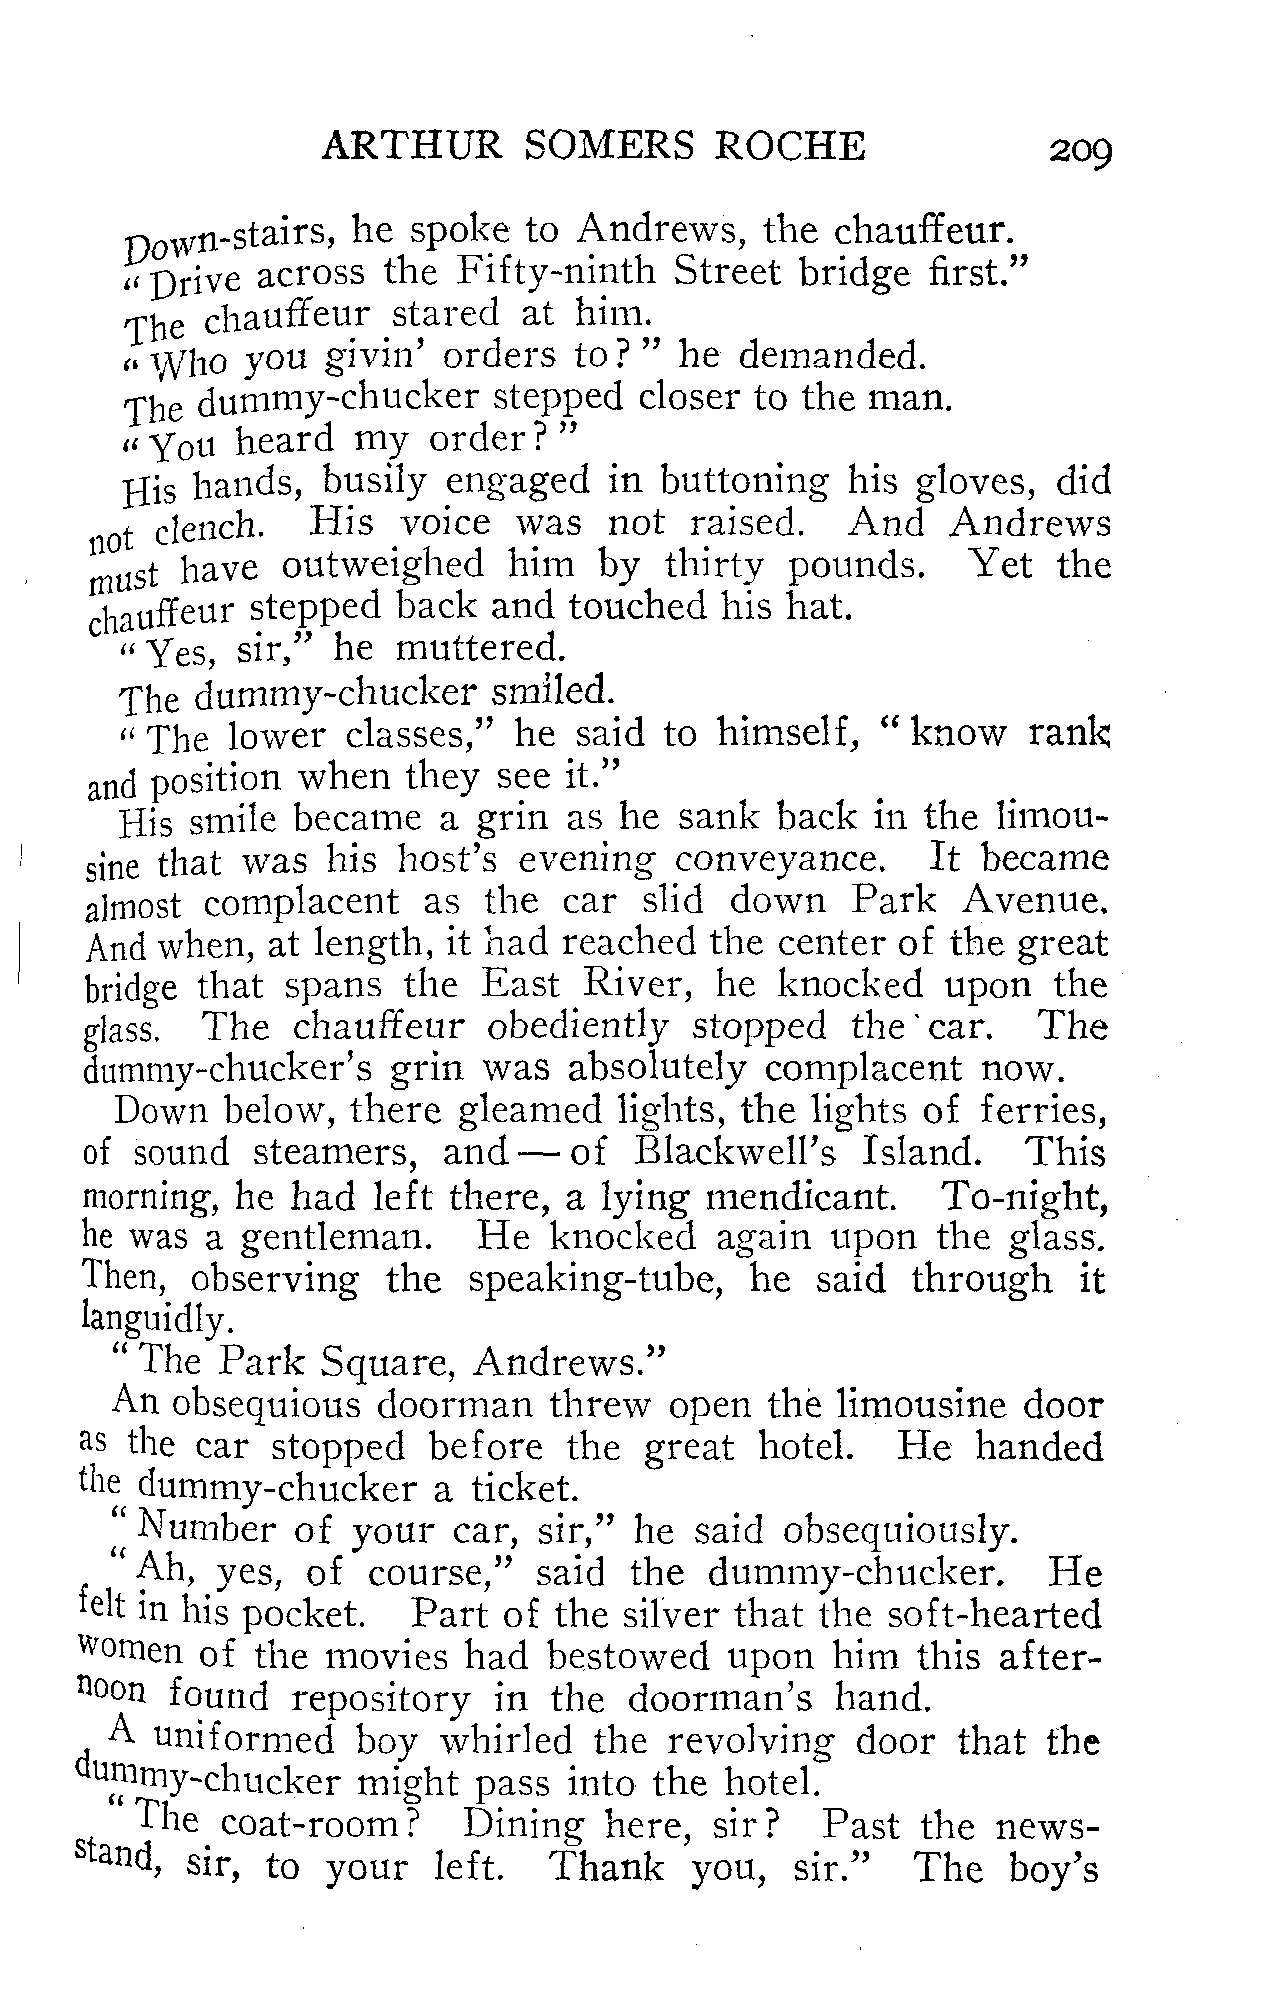 ARTHUR SOMERS ROCHE 209
Down-stairs, he spoke to Andrews, the chauffeur.
"Drive across the Fifty-ninth Street bridge first."
The chauffeur stared at him.
"Who you givin' orders to?" he demanded.
The dummy-chucker stepped closer to the man.
"You heard my order?"
His hands, busily engaged in buttoning his gloves, did
not clench. His voice was not raised. And Andrews
must have outweighed him by thirty pounds. Yet the
chauffeur stepped back and touched his hat.
"Yes, sir," he muttered.
The dummy-chucker smiled.
"The lower classes," he said to himself, "know rank
and position when they see it."
His smile became a grin as he sank back in the limou-
sine that was his host's evening conveyance. It became
almost complacent as the car slid down Park Avenue.
And when, at length, it had reached the center of the great
bridge that spans the East River, he knocked upon the
glass. The chauffeur obediently stopped the car. The
dummy-chucker's grin was absolutely complacent now.
Down below, there gleamed lights, the lights of ferries,
of sound steamers, and — of Blackwell's Island. This
morning, he had left there, a lying mendicant. To-night,
he was a gentleman. He knocked again upon the glass.
Then, observing the speaking-tube, he said through it
languidly.
"The Park Square, Andrews."
An obsequious doorman threw open the limousine door
as the car stopped before the great hotel. He handed
the dummy-chucker a ticket.
"Number of your car, sir," he said obsequiously.
"Ah, yes, of course," said the dummy-chucker. He
felt in his pocket. Part of the silver that the soft-hearted
women of the movies had bestowed upon him this after-
noon found repository in the doorman's hand.
A uniformed boy whirled the revolving door that the
dummy-chucker might pass into the hotel.
"The coat-room? Dining here, sir? Past the news-
stand, sir, to your left. Thank you, sir." The boy's